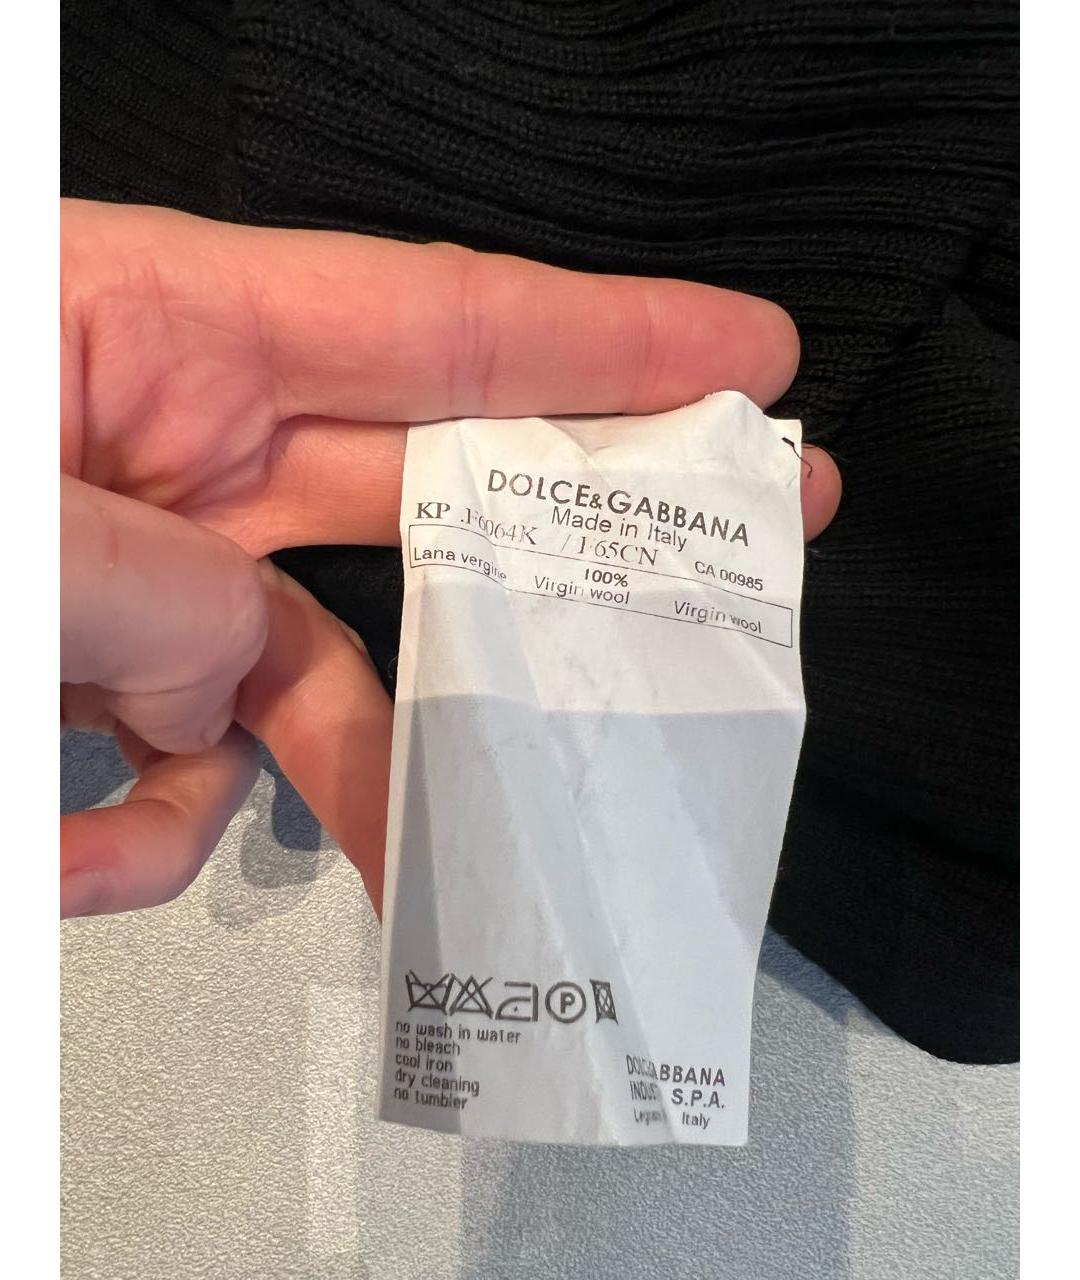 DOLCE&GABBANA
Made in Italy
KP .F6064K / F65CN CA 00985
100%
Lana vergine Virgin wool Virgin wool
P
no wash in water
no bleach
cool iron
dry cleaning
no tumbler
BBANA
S.P.A.
Italy